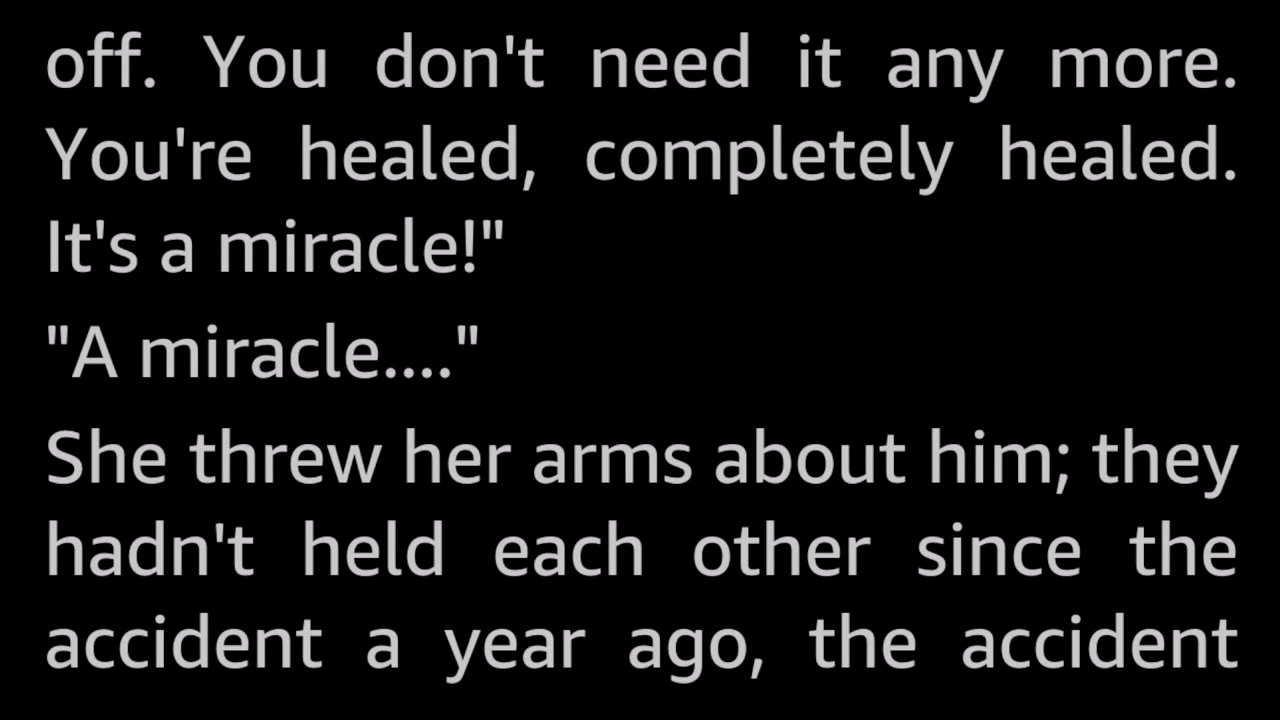 off. You don't need it any more.
You're healed, completely healed.
It's a miracle!"
"A miracle...."
She threw her arms about him; they
hadn't held each other since the
accident a year ago, the accident